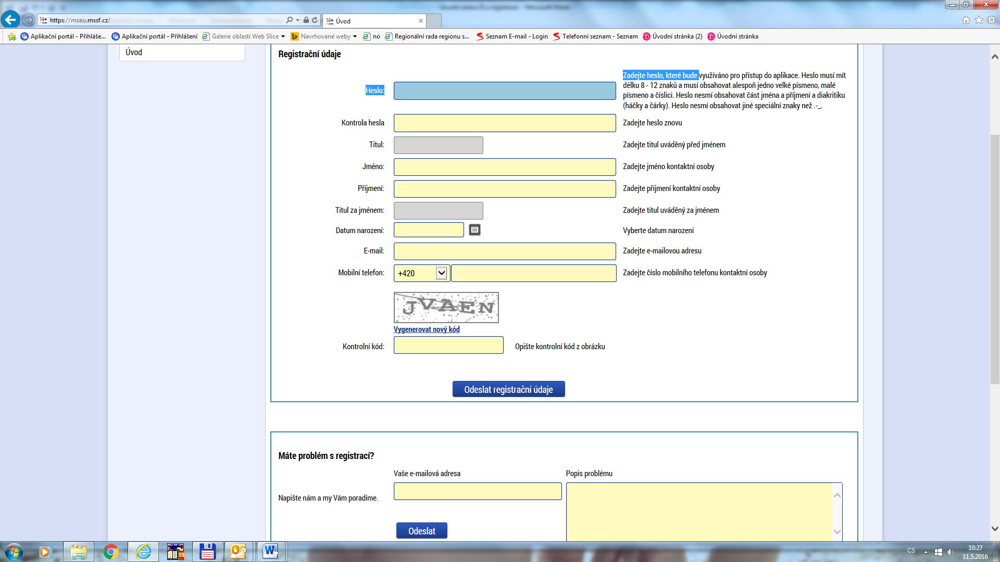 https://mseu.mssf.cz/
Úvod
Aplikační portál - Přihláše...
Aplikační portál - Přihlášení
Galerie oblastí Web Slice
Navrhované weby
no
Regionální rada regionu s...
Seznam E-mail - Login
Telefonní seznam - Seznam
Úvodní stránka (2)
Úvodní stránka
Úvod
Registrační údaje
Heslo:
Zadejte heslo, které bude využíváno pro přístup do aplikace. Heslo musí mít
délku 8 - 12 znaků a musí obsahovat alespoň jedno velké písmeno, malé
písmeno a číslici. Heslo nesmí obsahovat část jména a příjmení a diakritiku
(háčky a čárky). Heslo nesmí obsahovat jiné speciální znaky než .-_.
Kontrola hesla
Zadejte heslo znovu
Titul:
Zadejte titul uváděný před jménem
Jméno:
Zadejte jméno kontaktní osoby
Příjmení:
Zadejte příjmení kontaktní osoby
Titul za jménem:
Zadejte titul uváděný za jménem
Datum narození:
Vyberte datum narození
E-mail:
Zadejte e-mailovou adresu
Mobilní telefon:
+420
Zadejte číslo mobilního telefonu kontaktní osoby
JVAEN
Vygenerovat nový kód
Kontrolní kód:
Opište kontrolní kód z obrázku
Odeslat registrační údaje
Máte problém s registrací?
Vaše e-mailová adresa
Popis problému
Napište nám a my Vám poradíme.
Odeslat
CS
10:27
11.5.2016